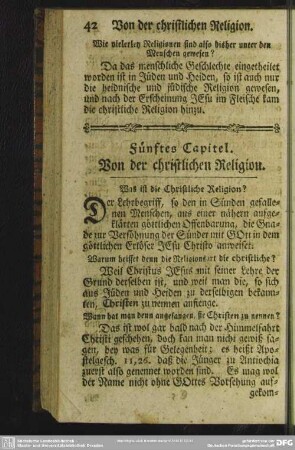 42 Von der christlichen Religion.
Wie vielerley Religionen sind also bisher unter den
Menschen gewesen?
Da das menschliche Geschlechte eingetheilet
worden ist in Jüden und Heiden, so ist auch nur
die heidnische und jüdische Religion gewesen,
und nach der Erscheinung JEsu im Fleische kam
die christliche Religion hinzu.
Fünftes Capitel.
Von der christlichen Religion.
Was ist die Christliche Religion?
Der Lehrbegriff, so den in Sünden gefalle-
nen Menschen, aus einer nähern aufge-
klärten göttlichen Offenbarung, die Gna-
de zur Versöhnung der Sünder mit GOtt in dem
göttlichen Erlöser JEsu Christo anweiset.
Warum heisset denn die Religionsart die christliche?
Weil Christus JEsus mit seiner Lehre der
Grund derselben ist, und weil man die, so sich
aus Jüden und Heiden zu derselbigen bekann-
ten, Christen zu nennen anfienge.
Wann hat man denn angefangen, sie Christen zu nennen?
Das ist wol gar bald nach der Himmelfahrt
Christi geschehen, doch kan man nicht gewiß sa-
gen, bey was für Gelegenheit; es heißt Apo-
stelgesch. 11,26. daß die Jünger zu Antiochia
zuerst also genennet worden sind. Es mag wol
der Name nicht ohne GOttes Vorsehung auf-
gekom-